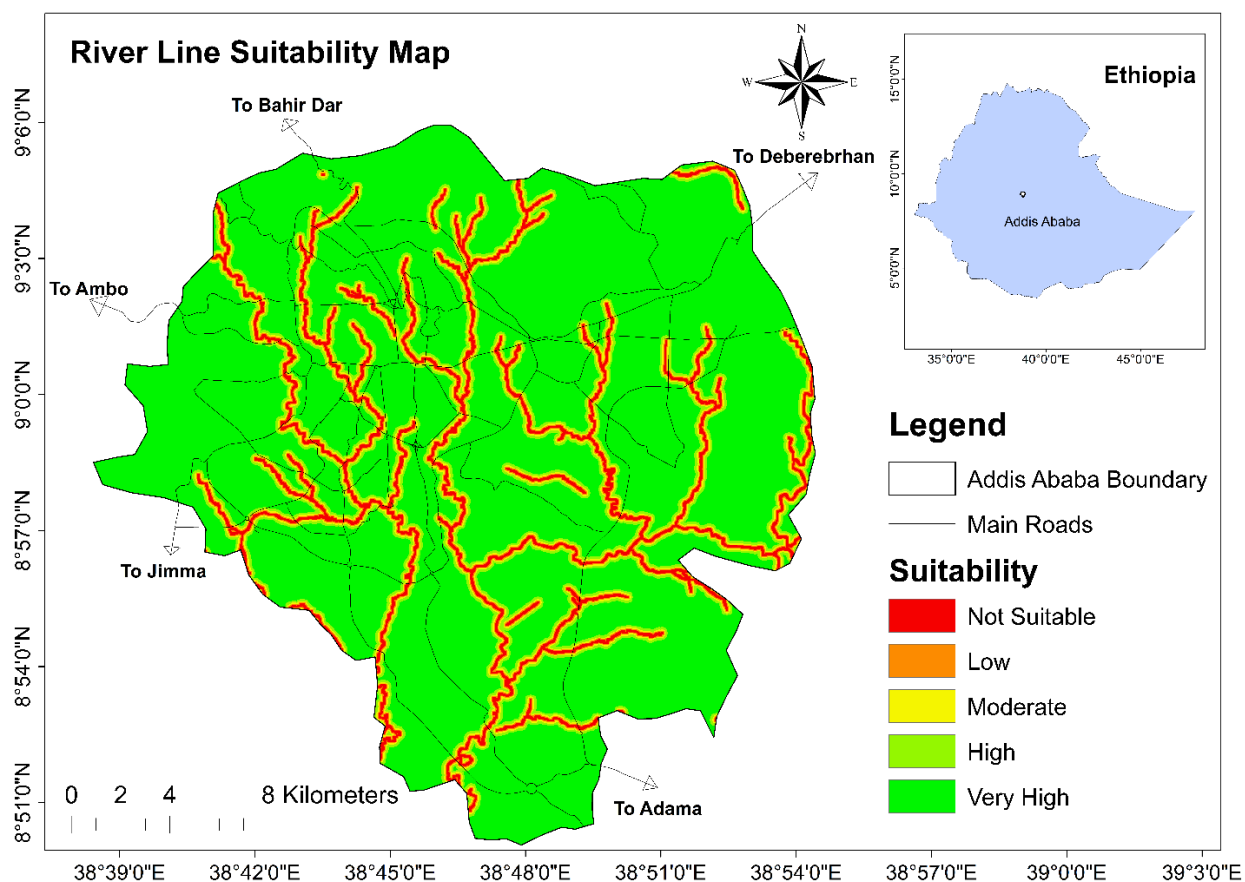 River Line Suitability Map
N
W
E
S
To Bahir Dar
To Deberebrhan
To Ambo
To Jimma
To Adama
9°6'0"N
9°3'0"N
9°0'0"N
8°57'0"N
8°54'0"N
8°51'0"N
0 2 4 8 Kilometers
38°39'0"E 38°42'0"E 38°45'0"E 38°48'0"E 38°51'0"E 38°54'0"E 38°57'0"E 39°0'0"E 39°3'0"E
Ethiopia
15°0'0"N
10°0'0"N
5°0'0"N
Addis Ababa
35°0'0"E 40°0'0"E 45°0'0"E
Legend
Addis Ababa Boundary
Main Roads
Suitability
Not Suitable
Low
Moderate
High
Very High